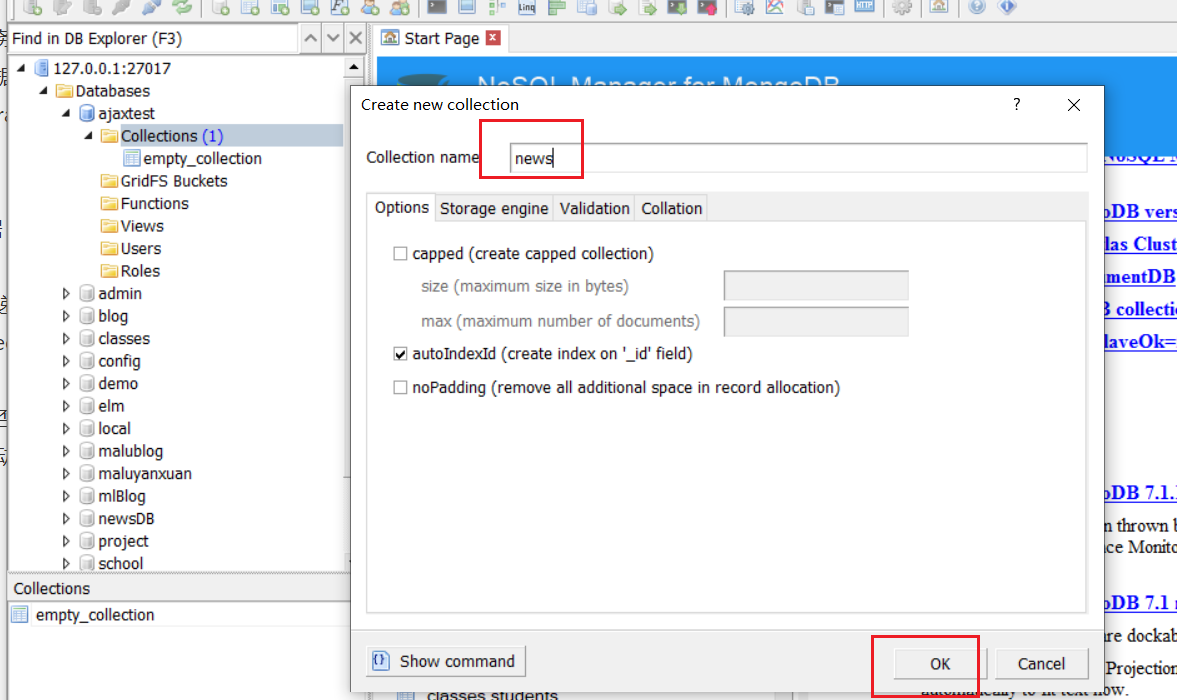 Find in DB Explorer (F3)
Start Page
127.0.0.1:27017
Databases
ajaxtest
Collections (1)
empty_collection
GridFS Buckets
Functions
Views
Users
Roles
admin
blog
classes
config
demo
elm
local
malublog
maluyanxuan
mlBlog
newsDB
project
school
Collections
empty_collection
NoSQL Manager for MongoDB
Create new collection
?
Collection name
news
Options
Storage engine
Validation
Collation
capped (create capped collection)
size (maximum size in bytes)
max (maximum number of documents)
autoIndexId (create index on '_id' field)
noPadding (remove all additional space in record allocation)
Show command
OK
Cancel
NoSQL M
oDB vers
las Clust
mentDB
B collectio
laveOk=
oDB 7.1.
n thrown b
ce Monito
oDB 7.1 r
re dockab
Projection
automatically to fit text now.
classes students